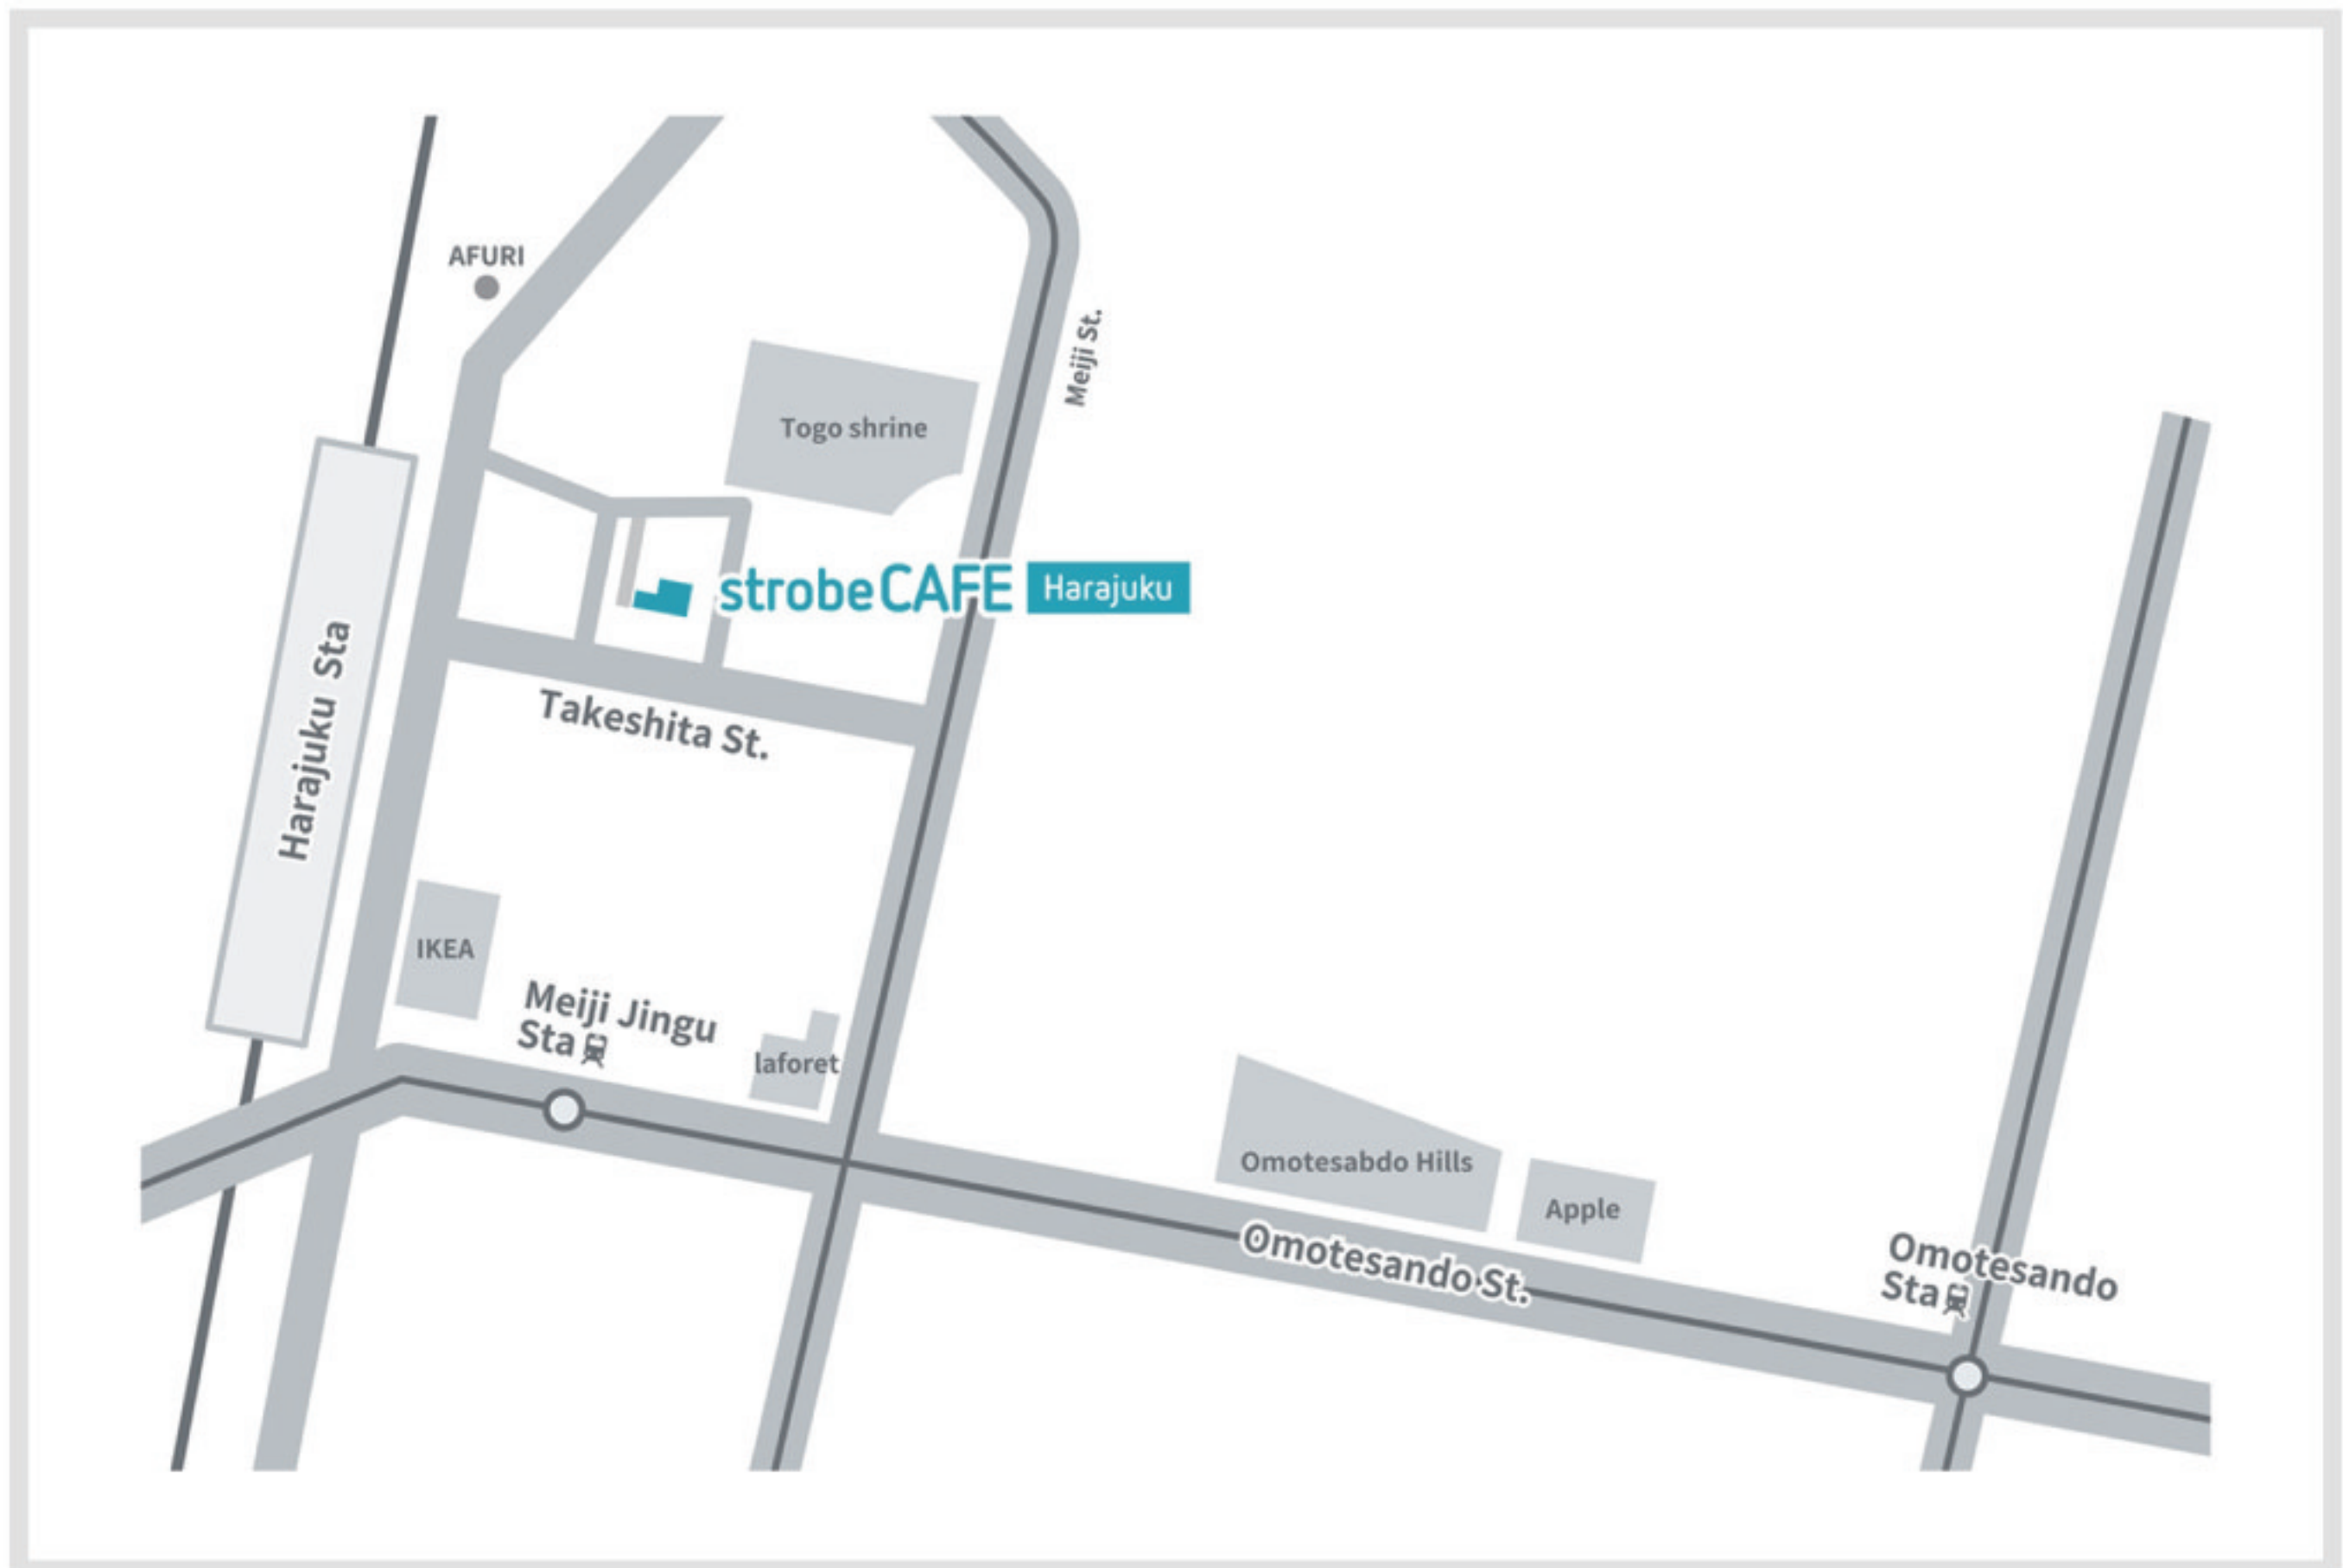 AFURI
Meiji St.
Togo shrine
strobeCAFE Harajuku
Harajuku Sta
Takeshita St.
IKEA
Meiji Jingu
Sta
laforet
Omotesabdo Hills
Apple
Omotesando St.
Omotesando
Sta